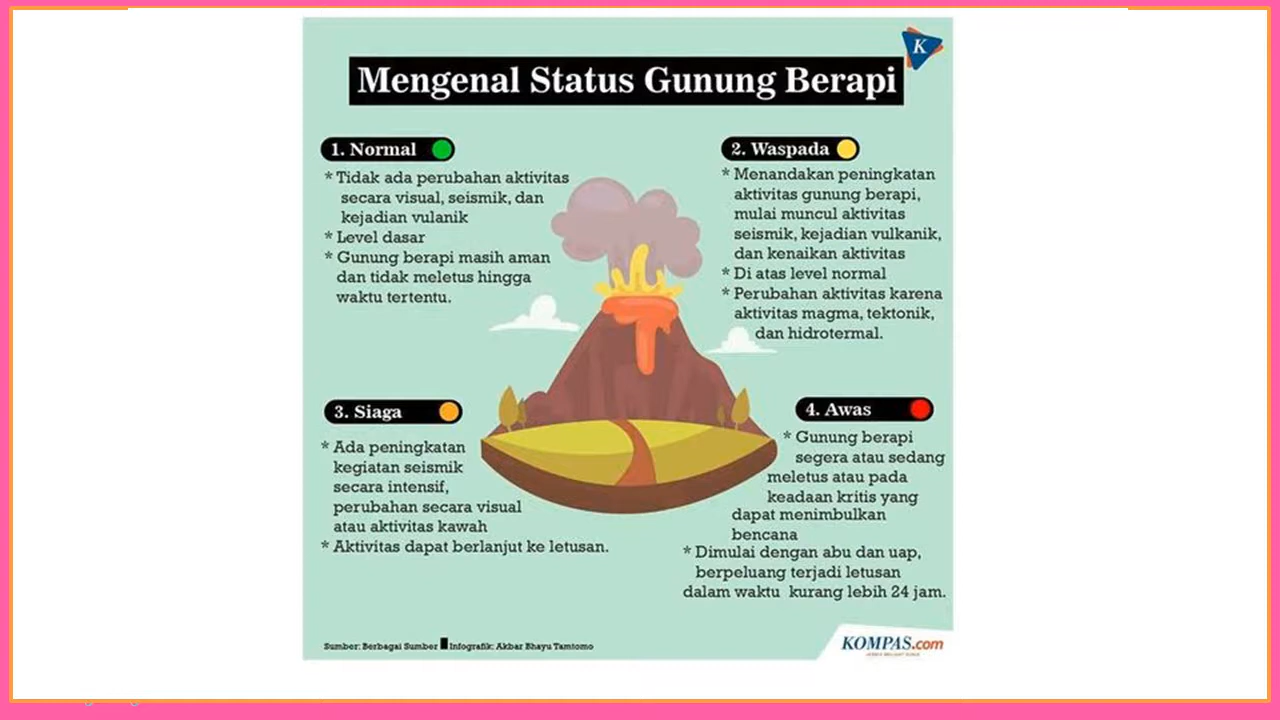 K
Mengenal Status Gunung Berapi
1. Normal
* Tidak ada perubahan aktivitas
secara visual, seismik, dan
kejadian vulanik
* Level dasar
* Gunung berapi masih aman
dan tidak meletus hingga
waktu tertentu.
2. Waspada
* Menandakan peningkatan
aktivitas gunung berapi,
mulai muncul aktivitas
seismik, kejadian vulkanik,
dan kenaikan aktivitas
* Di atas level normal
* Perubahan aktivitas karena
aktivitas magma, tektonik,
dan hidrotermal.
3. Siaga
* Ada peningkatan
kegiatan seismik
secara intensif,
perubahan secara visual
atau aktivitas kawah
* Aktivitas dapat berlanjut ke letusan.
4. Awas
* Gunung berapi
segera atau sedang
meletus atau pada
keadaan kritis yang
dapat menimbulkan
bencana
* Dimulai dengan abu dan uap,
berpeluang terjadi letusan
dalam waktu kurang lebih 24 jam.
Sumber: Berbagai Sumber Infografik: Akbar Bhayu Tamtomo
KOMPAS.com